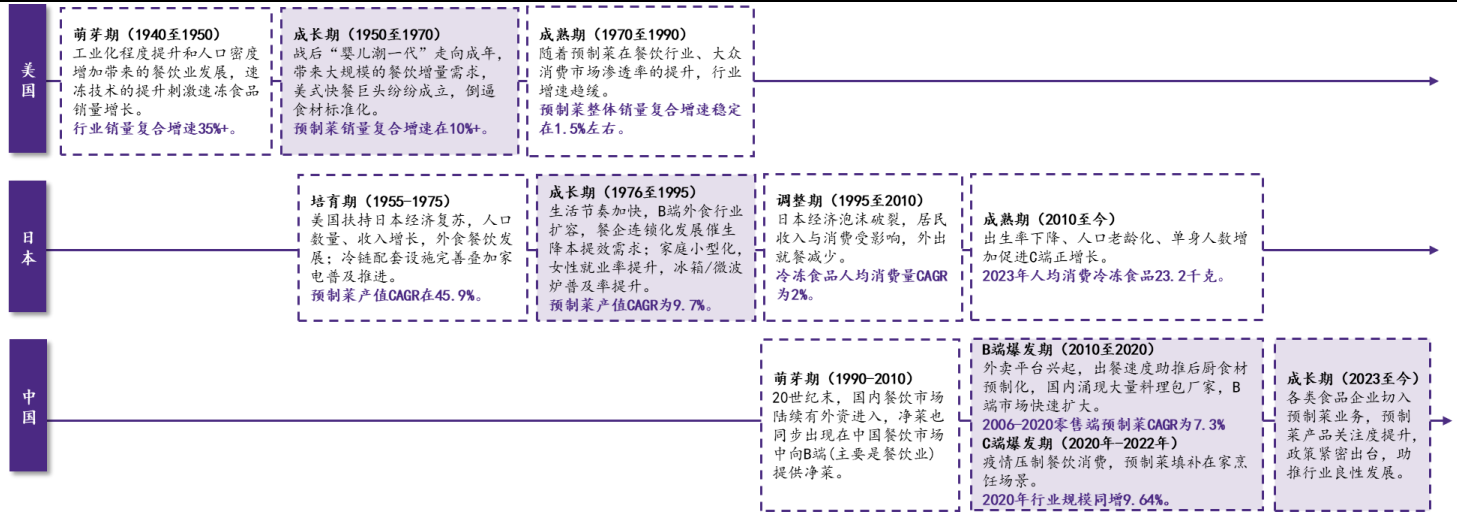 美国
萌芽期（1940至1950）
工业化程度提升和人口密度
增加带来的餐饮业发展，速
冻技术的提升刺激速冻食品
销量增长。
行业销量复合增速35%+。
成长期（1950至1970）
战后“婴儿潮一代”走向成年，
带来大规模的餐饮增量需求，
美式快餐巨头纷纷成立，倒逼
食材标准化。
预制菜销量复合增速在10%+。
成熟期（1970至1990）
随着预制菜在餐饮行业、大众
消费市场渗透率的提升，行业
增速趋缓。
预制菜整体销量复合增速稳定
在1.5%左右。
日本
培育期（1955-1975）
美国扶持日本经济复苏，人口
数量、收入增长，外食餐饮发
展；冷链配套设施完善叠加家
电普及推进。
预制菜产值CAGR在45.9%。
成长期（1976至1995）
生活节奏加快，B端外食行业
扩容，餐企连锁化发展催生
降本提效需求；家庭小型化，
女性就业率提升，冰箱/微波
炉普及率提升。
预制菜产值CAGR为9.7%。
调整期（1995至2010）
日本经济泡沫破裂，居民
收入与消费受影响，外出
就餐减少。
冷冻食品人均消费量CAGR
为2%。
成熟期（2010至今）
出生率下降、人口老龄化、单身人数增
加促进C端正增长。
2023年人均消费冷冻食品23.2千克。
中国
萌芽期（1990-2010）
20世纪末，国内餐饮市场
陆续有外资进入，净菜也
同步出现在中国餐饮市场
中向B端(主要是餐饮业)
提供净菜。
B端爆发期（2010至2020）
外卖平台兴起，出餐速度助推后厨食材
预制化，国内涌现大量料理包厂家，B
端市场快速扩大。
2006-2020零售端预制菜CAGR为7.3%
C端爆发期（2020年-2022年）
疫情压制餐饮消费，预制菜填补在家烹
饪场景。
2020年行业规模同增9.64%。
成长期（2023至今）
各类食品企业切入
预制菜业务，预制
菜产品关注度提升，
政策紧密出台，助
推行业良性发展。